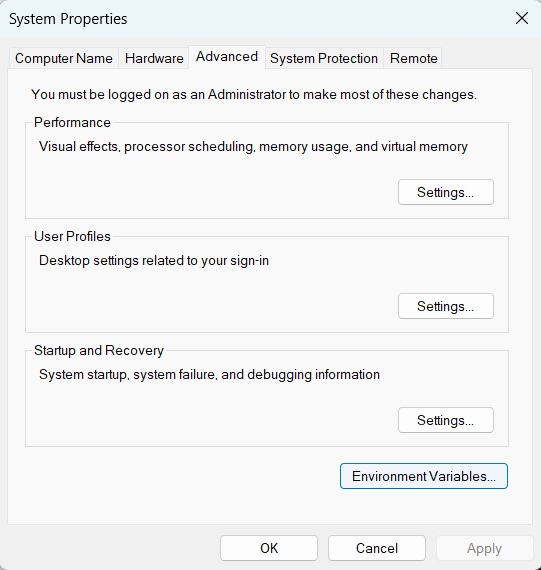 System Properties
Computer Name Hardware Advanced System Protection Remote
You must be logged on as an Administrator to make most of these changes.
Performance
Visual effects, processor scheduling, memory usage, and virtual memory
Settings...
User Profiles
Desktop settings related to your sign-in
Settings...
Startup and Recovery
System startup, system failure, and debugging information
Settings...
Environment Variables...
OK Cancel Apply